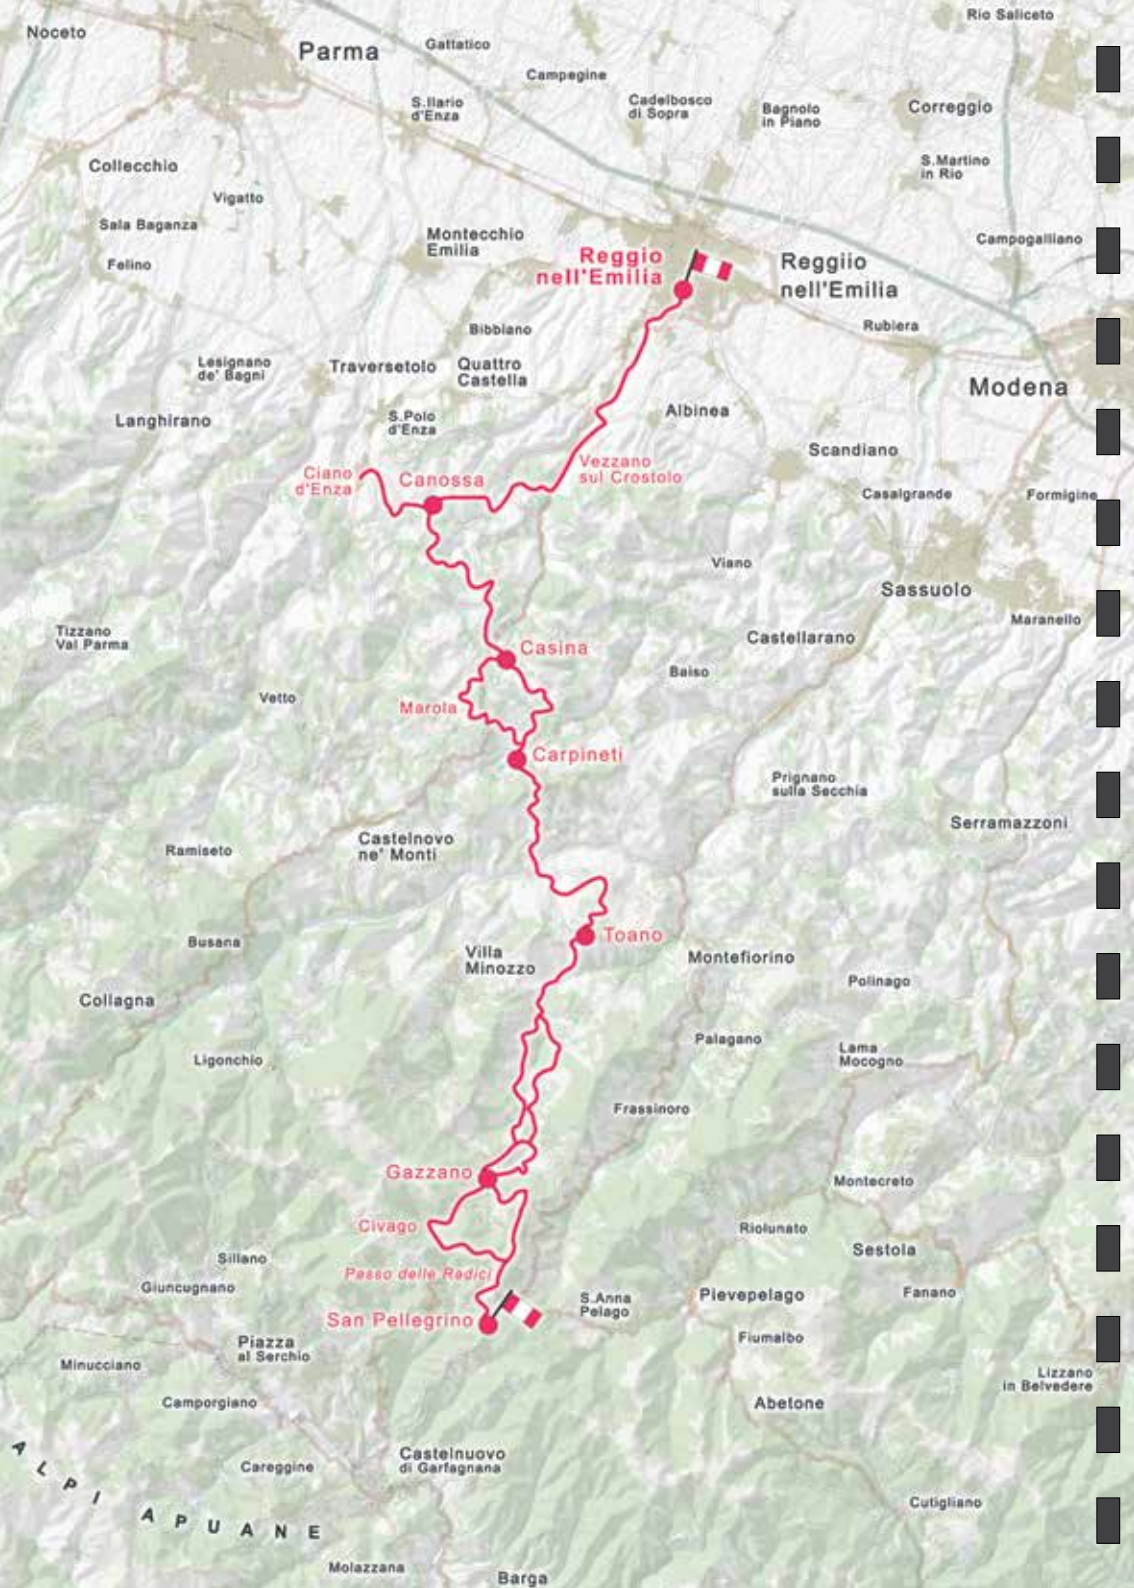 Rio Saliceto
Noceto
Parma
Gattatico
Campegine
Cadelbosco
di Sopra
Bagnolo
in Piano
Correggio
S.Ilario
d'Enza
S.Martino
in Rio
Collecchio
Vigatto
Sala Baganza
Felino
Montecchio
Emilia
Reggio
nell'Emilia
Reggiio
nell'Emilia
Campogalliano
Rubiera
Bibbiano
Lesignano
de' Bagni
Traversetolo
Quattro
Castella
Modena
Langhirano
S.Polo
d'Enza
Albinea
Scandiano
Ciano
d'Enza
Canossa
Vezzano
sul Crostolo
Casalgrande
Formigine
Viano
Sassuolo
Maranello
Tizzano
Val Parma
Castellarano
Casina
Baiso
Vetto
Marola
Carpineti
Prignano
sulla Secchia
Serramazzoni
Castelnovo
ne' Monti
Ramiseto
Busana
Toano
Villa
Minozzo
Montefiorino
Polinago
Collagna
Palagano
Lama
Mocogno
Ligonchio
Frassinoro
Gazzano
Montecreto
Civago
Riolunato
Sestola
Sillano
Giuncugnano
Passo delle Radici
S.Anna
Pelago
Pievepelago
Fanano
San Pellegrino
Fiumalbo
Piazza
al Serchio
Minucciano
Lizzano
in Belvedere
Camporgiano
Abetone
Castelnuovo
di Garfagnana
Careggine
ALPI APUANE
Cutigliano
Molazzana
Barga